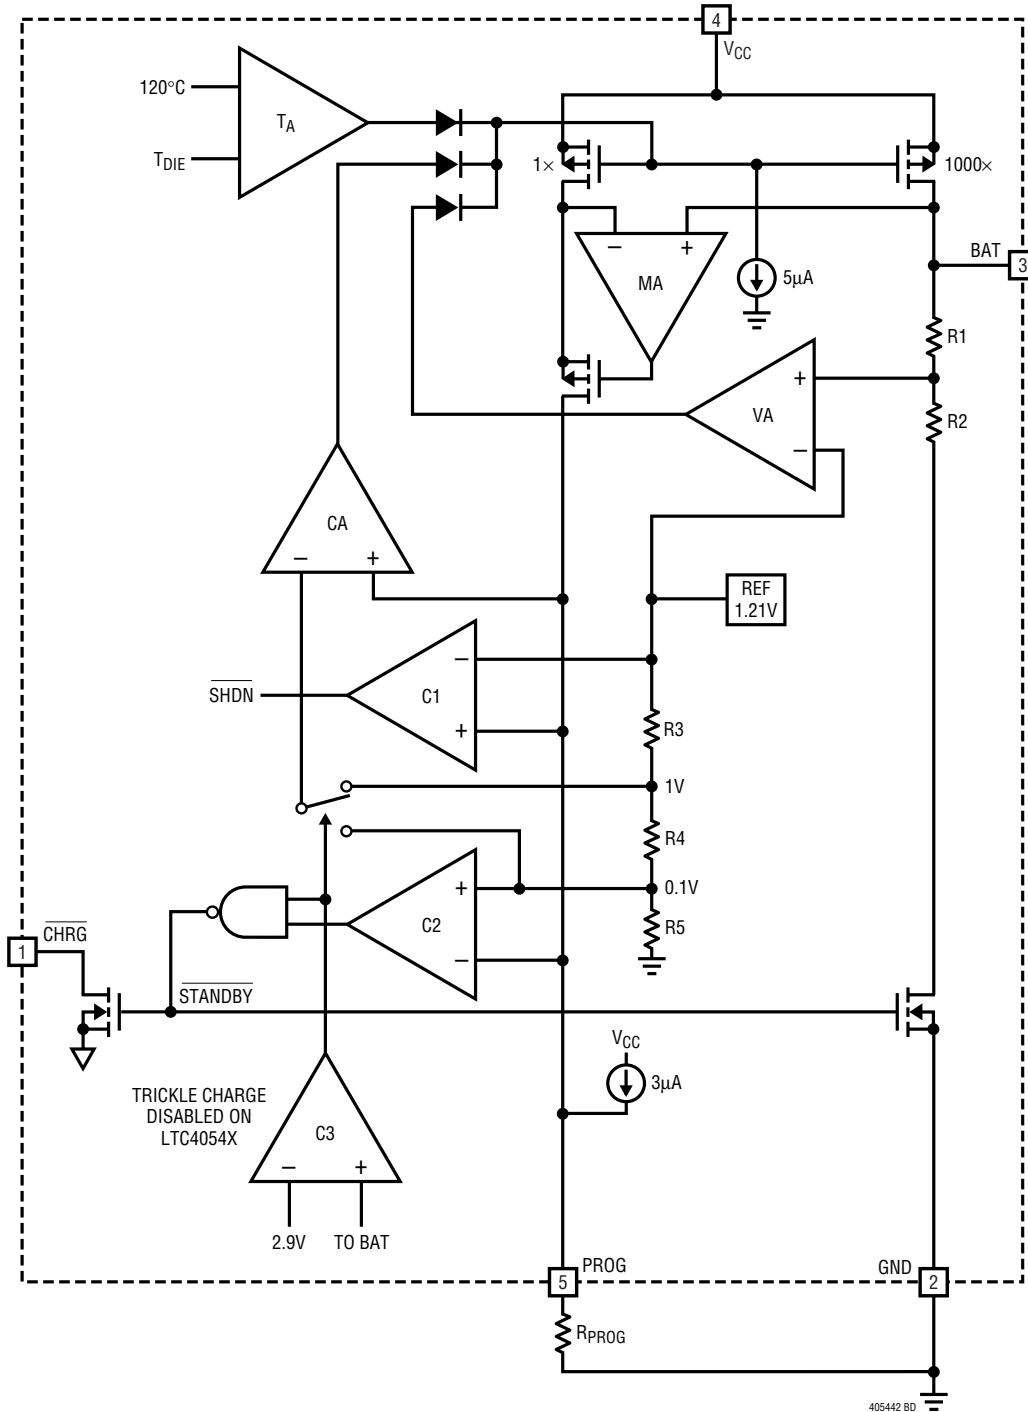 4
VCC
120°C
TA
TDIE
1×
1000×
– +
MA
5µA
BAT
3
R1
+
VA
–
R2
CA
– +
REF
1.21V
–
C1
+
SHDN
R3
1V
R4
+
C2
–
0.1V
R5
CHRG
1
STANDBY
VCC
3µA
TRICKLE CHARGE
DISABLED ON
LTC4054X
C3
– +
2.9V TO BAT
PROG
5
GND
2
RPROG
405442 BD